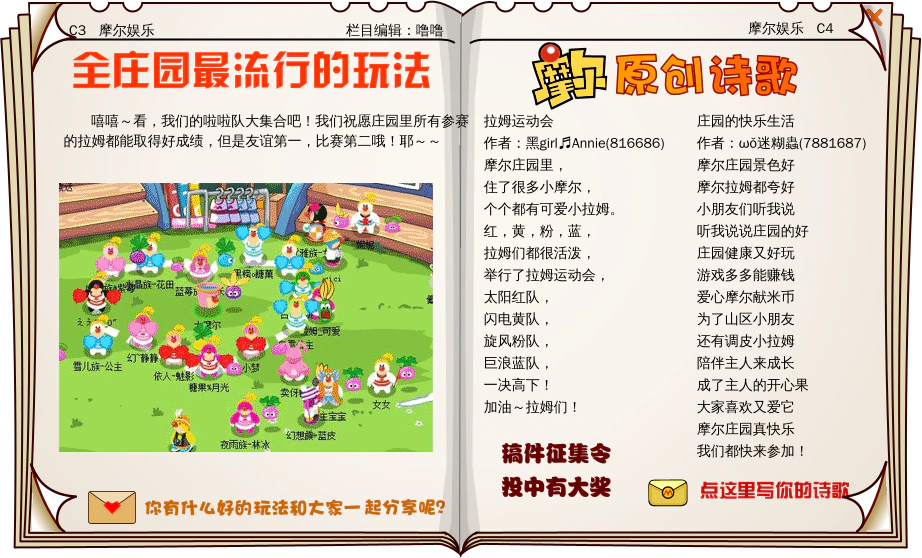 C3 摩尔娱乐
栏目编辑：噜噜
全庄园最流行的玩法
嘻嘻～看，我们的啦啦队大集合吧！我们祝愿庄园里所有参赛
的拉姆都能取得好成绩，但是友谊第一，比赛第二哦！耶～～
黑模o糖薰
妮妮
晶族-花田
雪儿族-公主
幻¨静静
依人-魅影
糖果¾月光
小梦
宝宝
女女
夜雨族-林冰
幻想龖-蓝皮
你有什么好的玩法和大家一起分享呢?
摩尔娱乐 C4
摩尔
原创诗歌
拉姆运动会
作者：黑girl♬Annie(816686)
摩尔庄园里，
住了很多小摩尔，
个个都有可爱小拉姆。
红，黄，粉，蓝，
拉姆们都很活泼，
举行了拉姆运动会，
太阳红队，
闪电黄队，
旋风粉队，
巨浪蓝队，
一决高下！
加油～拉姆们！
稿件征集令
投中有大奖
庄园的快乐生活
作者：ωǒ迷糊蟲(7881687)
摩尔庄园景色好
摩尔拉姆都夸好
小朋友们听我说
听我说说庄园的好
庄园健康又好玩
游戏多多能赚钱
爱心摩尔献米币
为了山区小朋友
还有调皮小拉姆
陪伴主人来成长
成了主人的开心果
大家喜欢又爱它
摩尔庄园真快乐
我们都快来参加！
点这里写你的诗歌